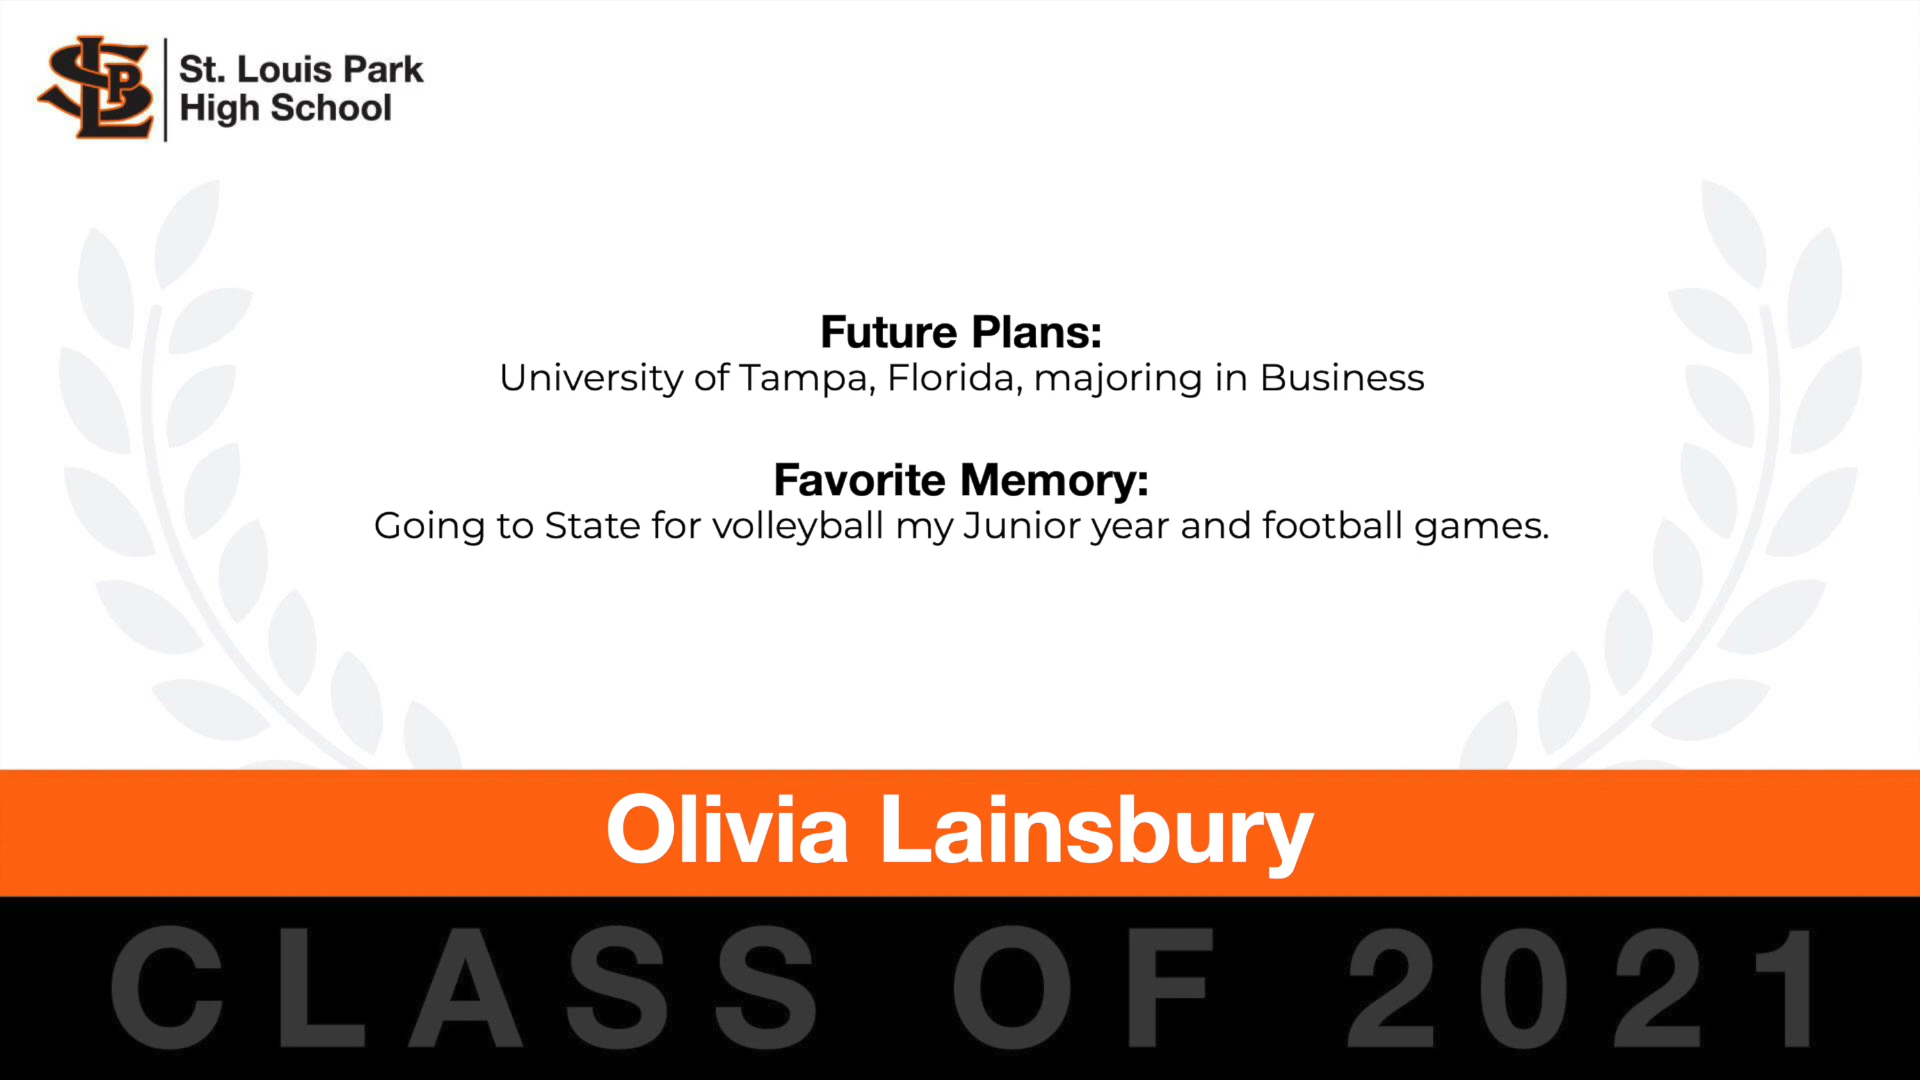 SLP
St. Louis Park
High School
Future Plans:
University of Tampa, Florida, majoring in Business
Favorite Memory:
Going to State for volleyball my Junior year and football games.
Olivia Lainsbury
CLASS OF 2021